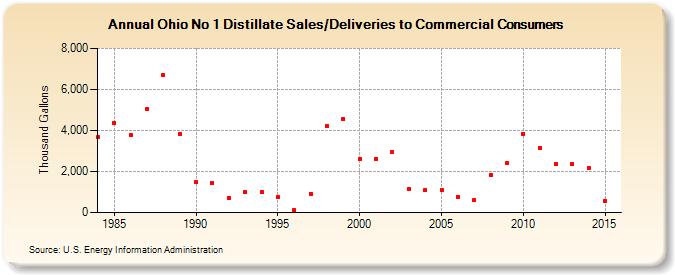 Annual Ohio No 1 Distillate Sales/Deliveries to Commercial Consumers
Thousand Gallons
8,000
6,000
4,000
2,000
0
1985 1990 1995 2000 2005 2010 2015
Source: U.S. Energy Information Administration